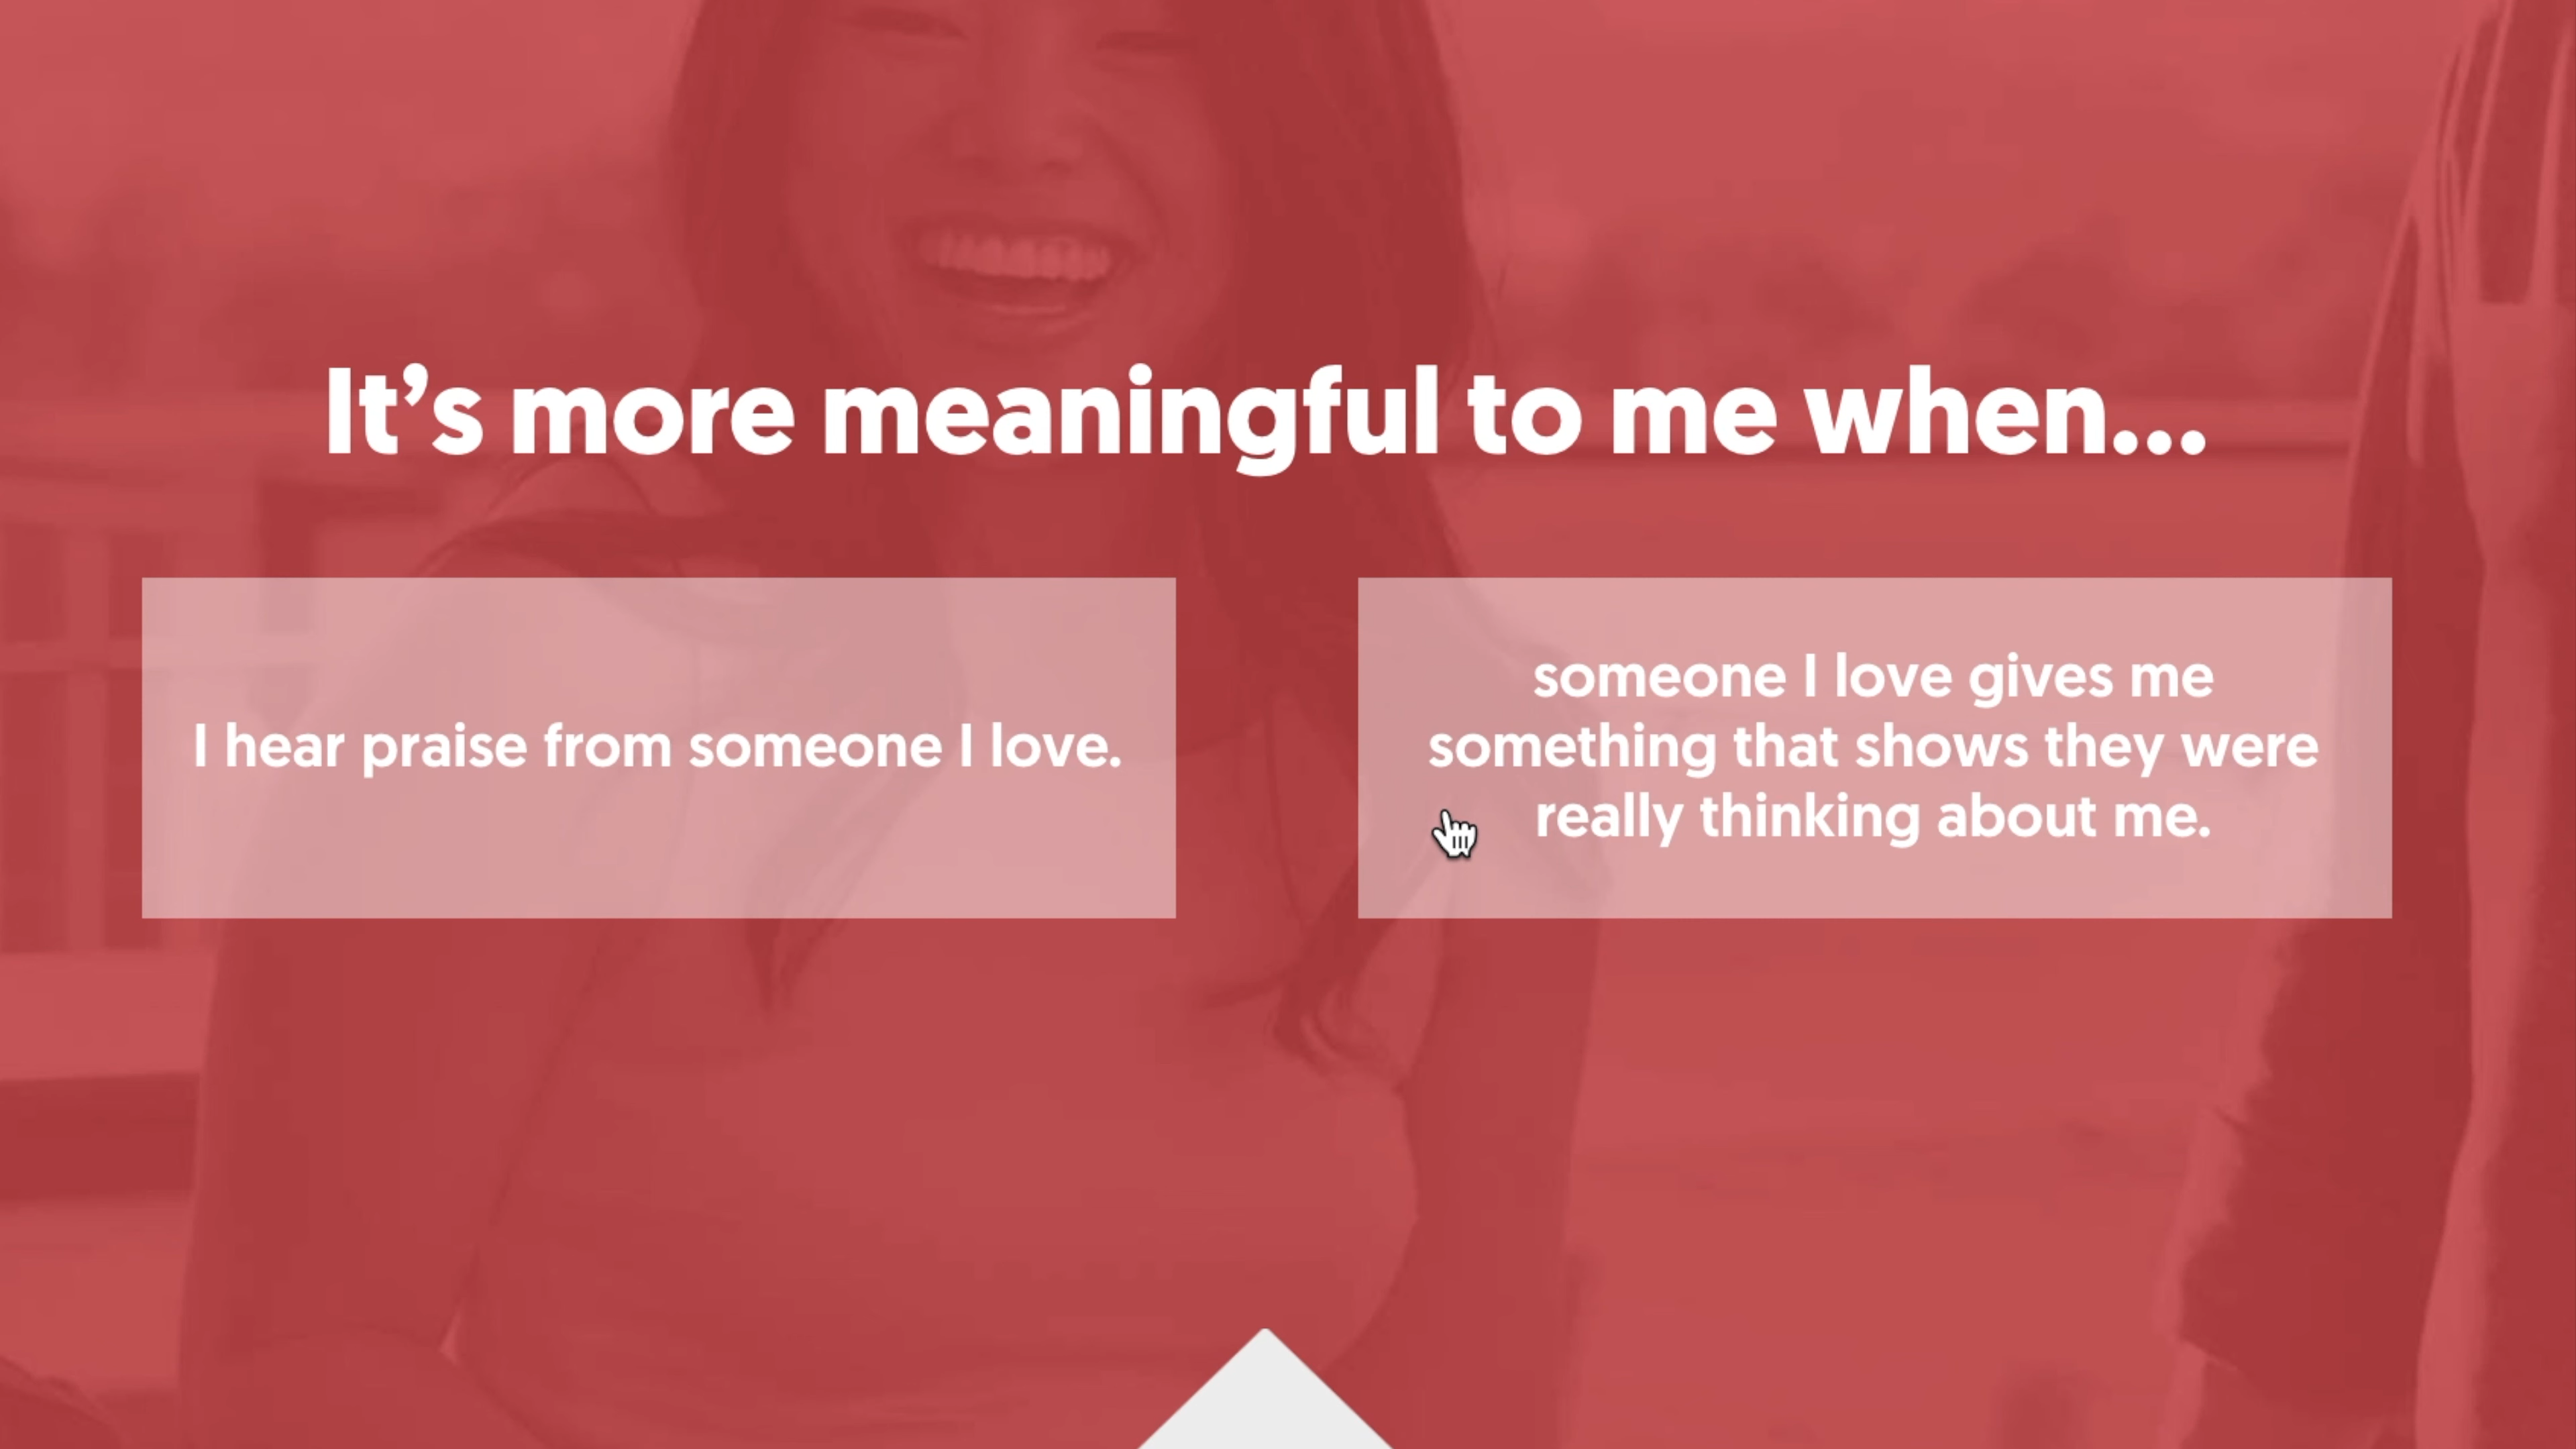 It’s more meaningful to me when...
I hear praise from someone I love.
someone I love gives me
something that shows they were
really thinking about me.